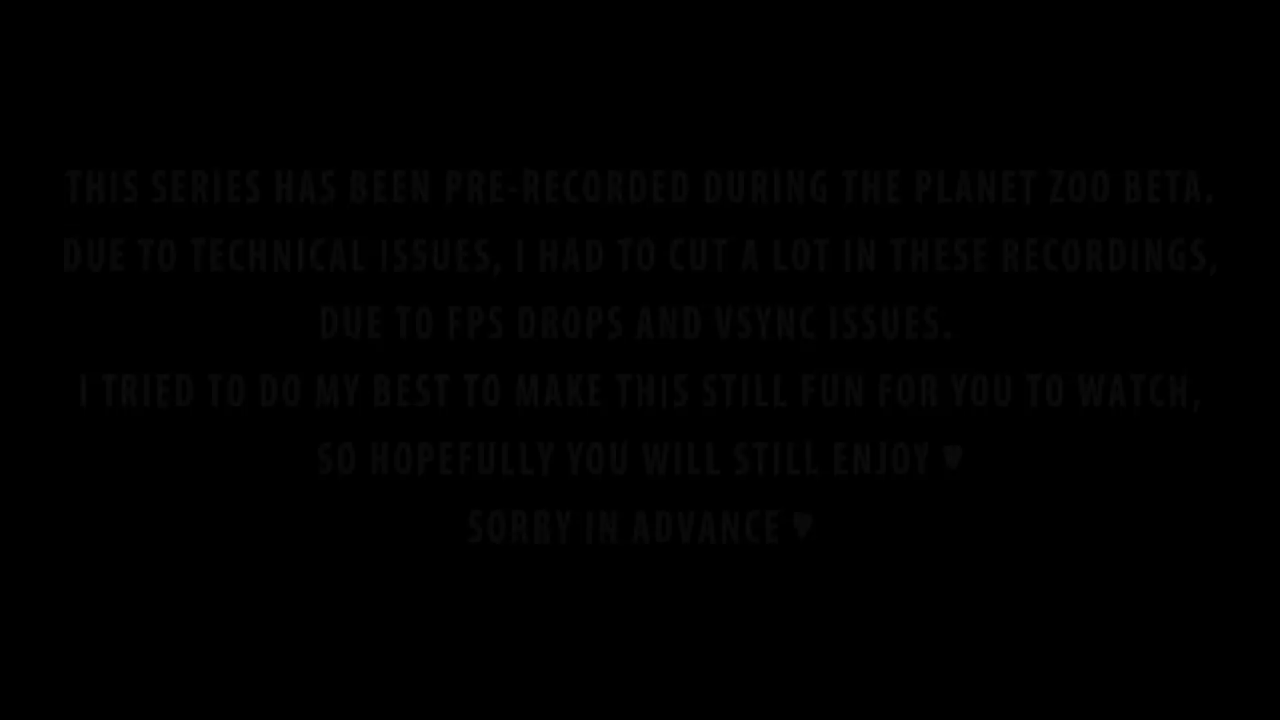 THIS SERIES HAS BEEN PRE-RECORDED DURING THE PLANET ZOO BETA.
DUE TO TECHNICAL ISSUES, I HAD TO CUT A LOT IN THESE RECORDINGS,
DUE TO FPS DROPS AND VSYNC ISSUES.
I TRIED TO DO MY BEST TO MAKE THIS STILL FUN FOR YOU TO WATCH,
SO HOPEFULLY YOU WILL STILL ENJOY ♥
SORRY IN ADVANCE ♥